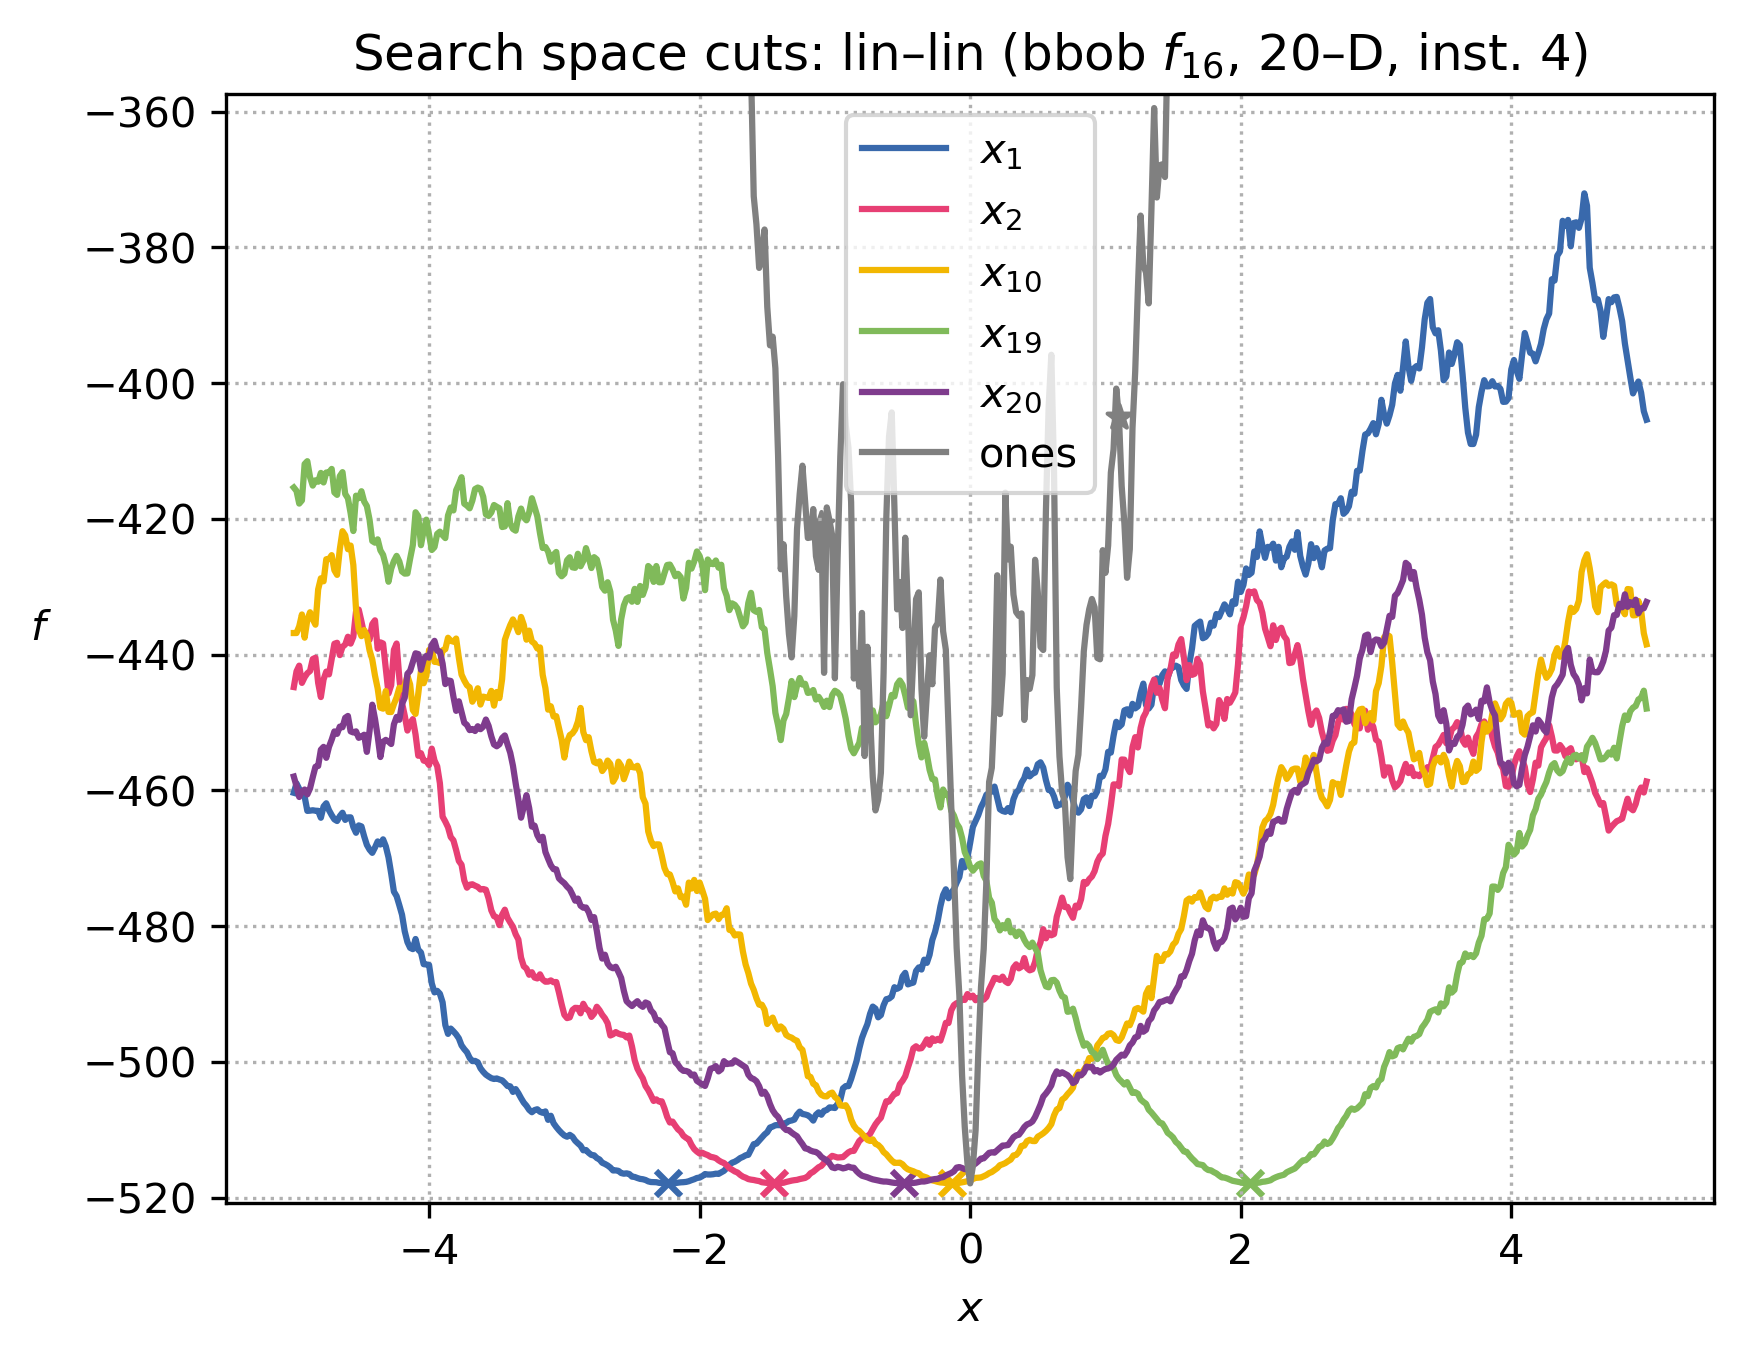 Search space cuts: lin–lin (bbob f₁₆, 20–D, inst. 4)
−360
−380
−400
−420
−440
−460
−480
−500
−520
f
x₁
x₂
x₁₀
x₁₉
x₂₀
ones
−4 −2 0 2 4
x